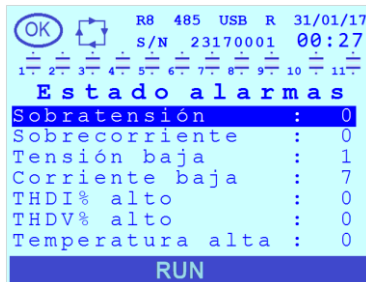 OK R8 485 USB R 31/01/17
S/N 23170001 00:27
1 2 3 4 5 6 7 8 9 10 11
Estado alarmas
Sobratensión : 0
Sobrecorriente : 0
Tensión baja : 1
Corriente baja : 7
THDI% alto : 0
THDV% alto : 0
Temperatura alta : 0
RUN